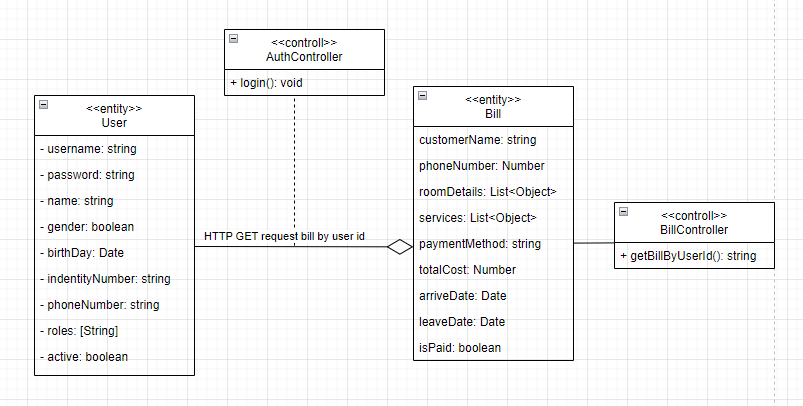 <<controll>>
AuthController
+ login(): void
<<entity>>
User
- username: string
- password: string
- name: string
- gender: boolean
- birthDay: Date
- indentityNumber: string
- phoneNumber: string
- roles: [String]
- active: boolean
HTTP GET request bill by user id
<<entity>>
Bill
customerName: string
phoneNumber: Number
roomDetails: List<Object>
services: List<Object>
paymentMethod: string
totalCost: Number
arriveDate: Date
leaveDate: Date
isPaid: boolean
<<controll>>
BillController
+ getBillByUserId(): string